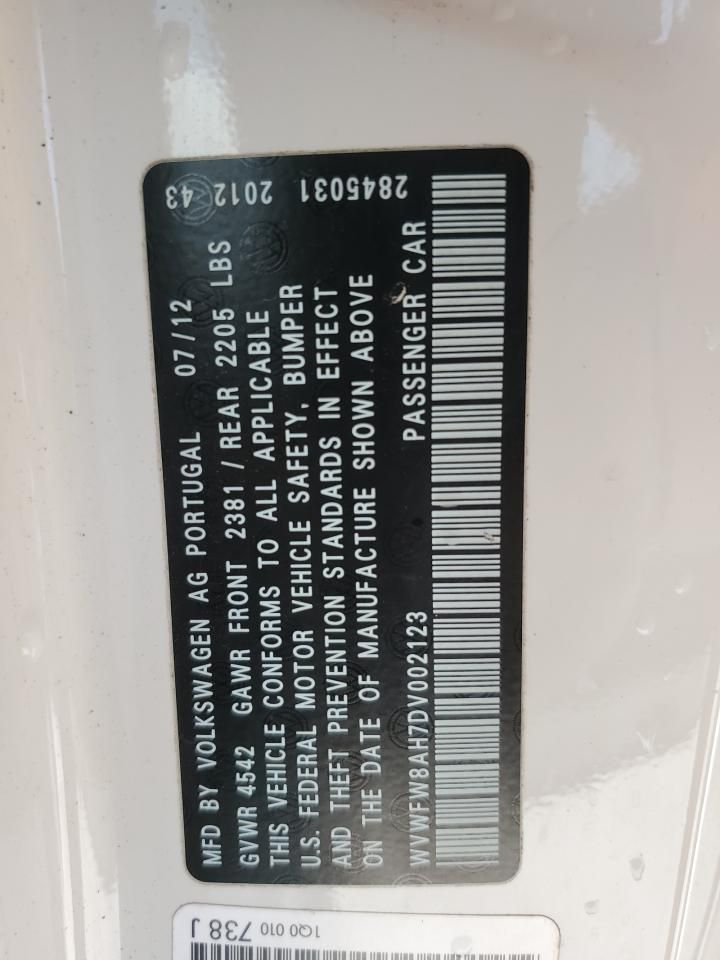 MFD BY VOLKSWAGEN AG PORTUGAL 07/12 2012 43
GVWR 4542 GAWR FRONT 2381 / REAR 2205 LBS
THIS VEHICLE CONFORMS TO ALL APPLICABLE 2845031
U.S. FEDERAL MOTOR VEHICLE SAFETY, BUMPER
AND THEFT PREVENTION STANDARDS IN EFFECT
ON THE DATE OF MANUFACTURE SHOWN ABOVE
WVWFW8AH7DV002123 PASSENGER CAR
1Q0 010
738 J